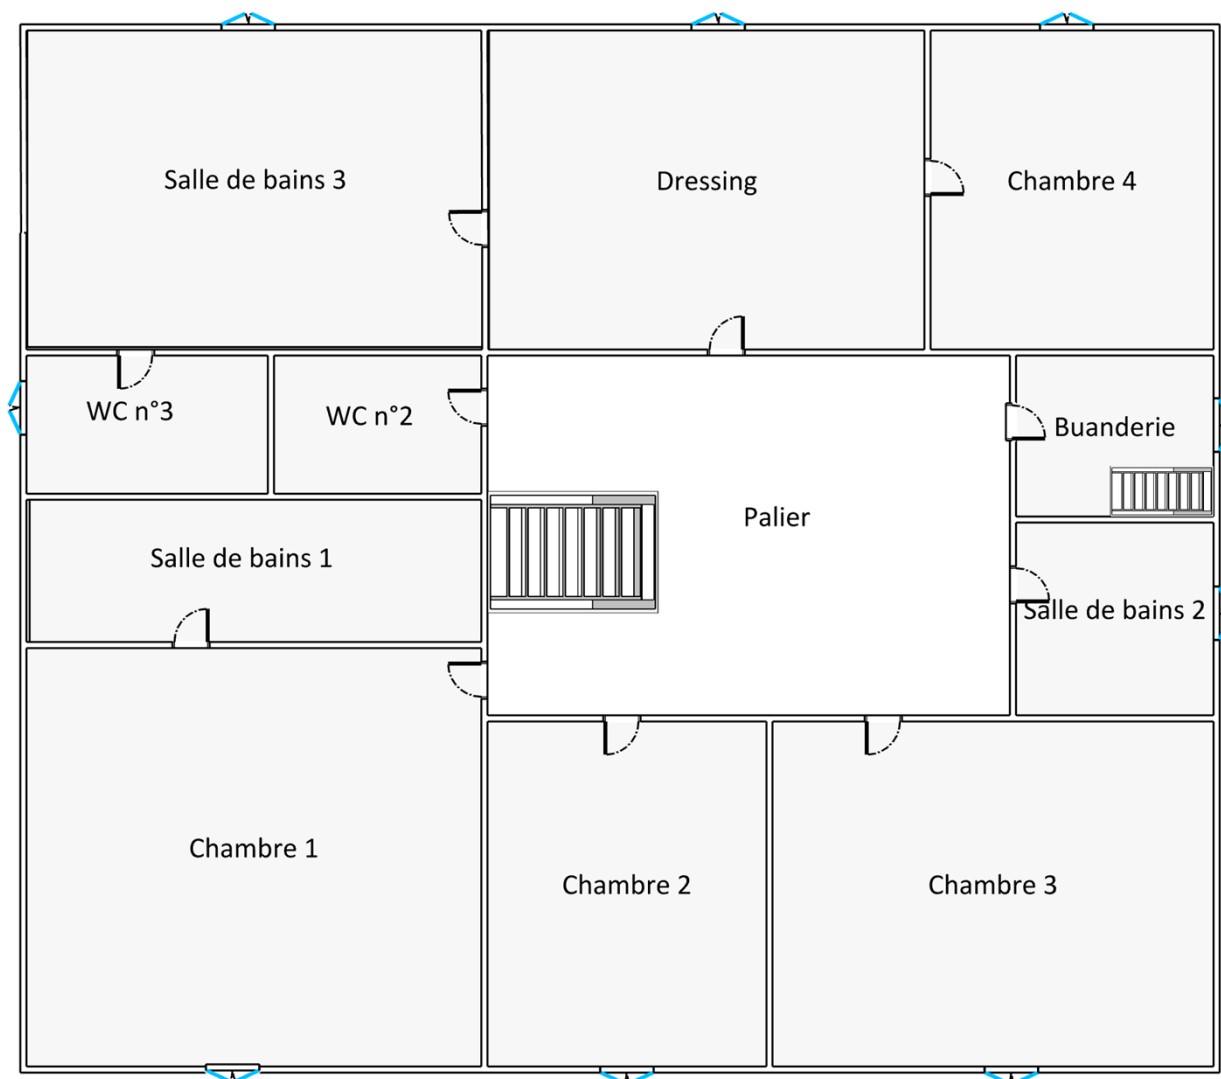 Salle de bains 3
Dressing
Chambre 4
WC n°3
WC n°2
Buanderie
Palier
Salle de bains 1
Salle de bains 2
Chambre 1
Chambre 2
Chambre 3